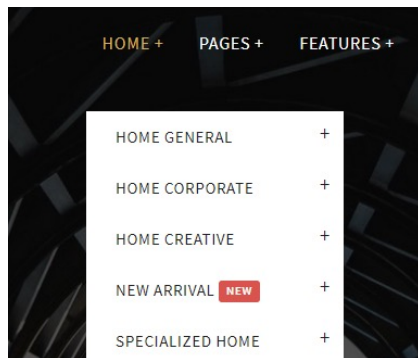 HOME + PAGES + FEATURES +
HOME GENERAL +
HOME CORPORATE +
HOME CREATIVE +
NEW ARRIVAL NEW +
SPECIALIZED HOME +